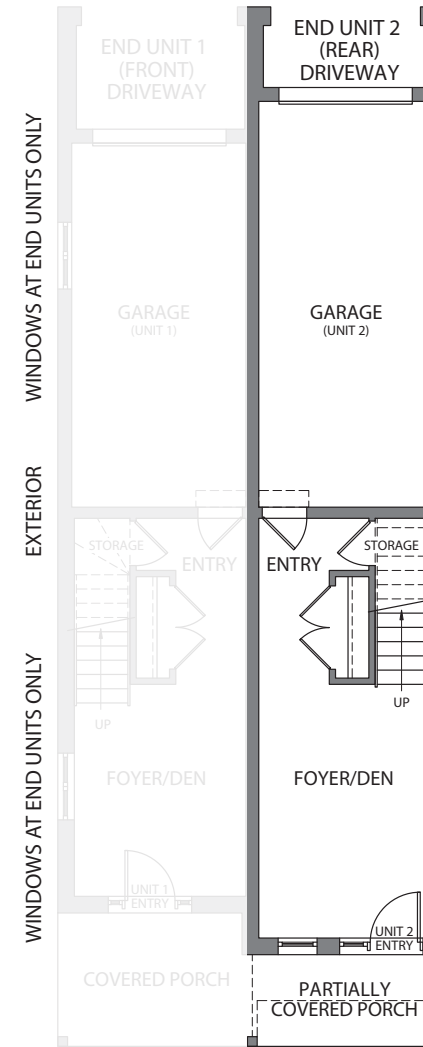 END UNIT 1
(FRONT)
DRIVEWAY
END UNIT 2
(REAR)
DRIVEWAY
WINDOWS AT END UNITS ONLY
GARAGE
(UNIT 1)
GARAGE
(UNIT 2)
EXTERIOR
STORAGE
ENTRY
ENTRY
STORAGE
UP
UP
WINDOWS AT END UNITS ONLY
FOYER/DEN
FOYER/DEN
UNIT 1
ENTRY
UNIT 2
ENTRY
COVERED PORCH
PARTIALLY
COVERED PORCH